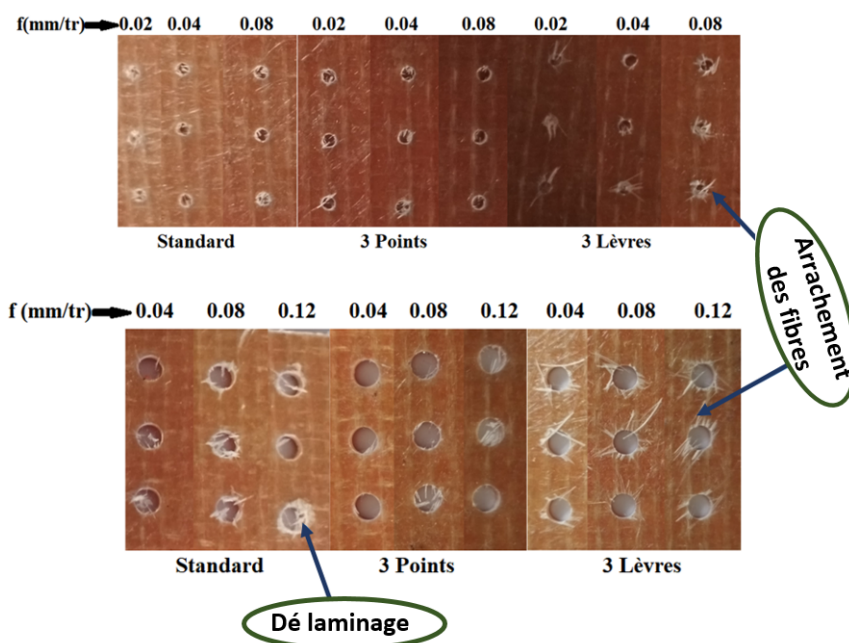 f(mm/tr) 0.02 0.04 0.08 0.02 0.04 0.08 0.02 0.04 0.08
Standard 3 Points 3 Lèvres
Arrachement
des fibres
f (mm/tr) 0.04 0.08 0.12 0.04 0.08 0.12 0.04 0.08 0.12
Standard 3 Points 3 Lèvres
Dé laminage